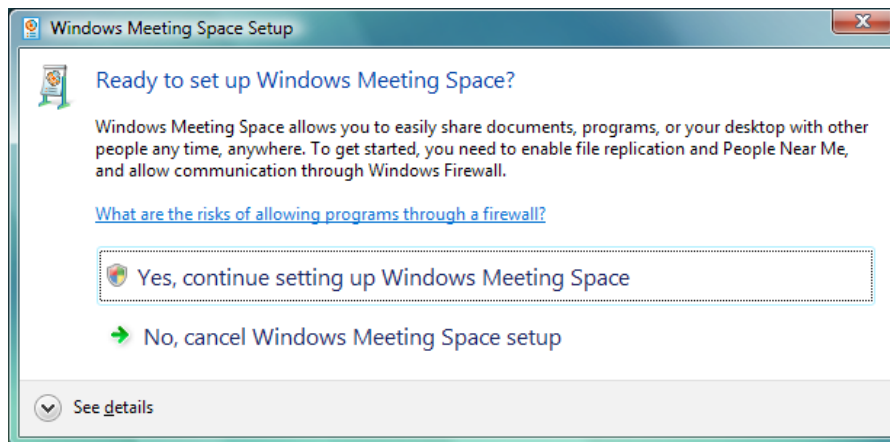 Windows Meeting Space Setup
Ready to set up Windows Meeting Space?
Windows Meeting Space allows you to easily share documents, programs, or your desktop with other
people any time, anywhere. To get started, you need to enable file replication and People Near Me,
and allow communication through Windows Firewall.
What are the risks of allowing programs through a firewall?
Yes, continue setting up Windows Meeting Space
No, cancel Windows Meeting Space setup
See details